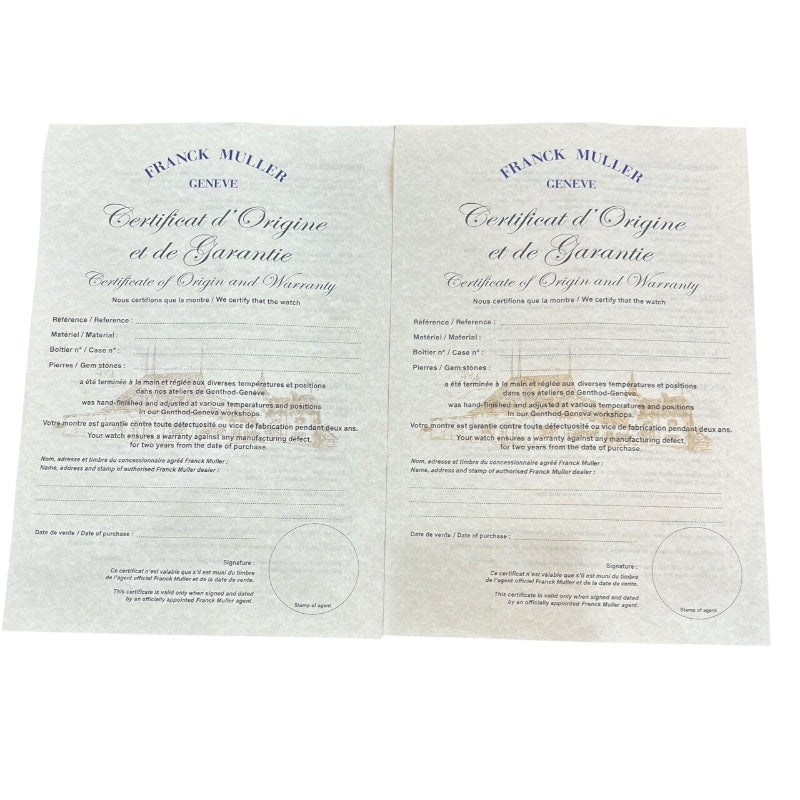 FRANCK MULLER
GENEVE
Certificat d'Origine
et de Garantie
Certificate of Origin and Warranty
Nous certifions que la montre / We certify that the watch
Référence / Reference :
Matériel / Material :
Boîtier n° / Case n° :
Pierres / Gem stones :
a été terminée à la main et réglée aux diverses températures et positions
dans nos ateliers de Genthod-Genève.
was hand-finished and adjusted at various temperatures and positions
in our Genthod-Geneva workshops.
Votre montre est garantie contre toute défectuosité ou vice de fabrication pendant deux ans.
Your watch ensures a warranty against any manufacturing defect,
for two years from the date of purchase.
Nom, adresse et timbre du concessionnaire agréé Franck Muller :
Name, address and stamp of authorised Franck Muller dealer :
Date de vente / Date of purchase :
Signature :
Ce certificat n'est valable que s'il est muni du timbre
de l'agent officiel Franck Muller et de la date de vente.
This certificate is valid only when signed and dated
by an officially appointed Franck Muller agent.
Stamp of agent
FRANCK MULLER
GENEVE
Certificat d'Origine
et de Garantie
Certificate of Origin and Warranty
Nous certifions que la montre / We certify that the watch
Référence / Reference :
Matériel / Material :
Boîtier n° / Case n° :
Pierres / Gem stones :
a été terminée à la main et réglée aux diverses températures et positions
dans nos ateliers de Genthod-Genève.
was hand-finished and adjusted at various temperatures and positions
in our Genthod-Geneva workshops.
Votre montre est garantie contre toute défectuosité ou vice de fabrication pendant deux ans.
Your watch ensures a warranty against any manufacturing defect,
for two years from the date of purchase.
Nom, adresse et timbre du concessionnaire agréé Franck Muller :
Name, address and stamp of authorised Franck Muller dealer :
Date de vente / Date of purchase :
Signature :
Ce certificat n'est valable que s'il est muni du timbre
de l'agent officiel Franck Muller et de la date de vente.
This certificate is valid only when signed and dated
by an officially appointed Franck Muller agent.
Stamp of agent